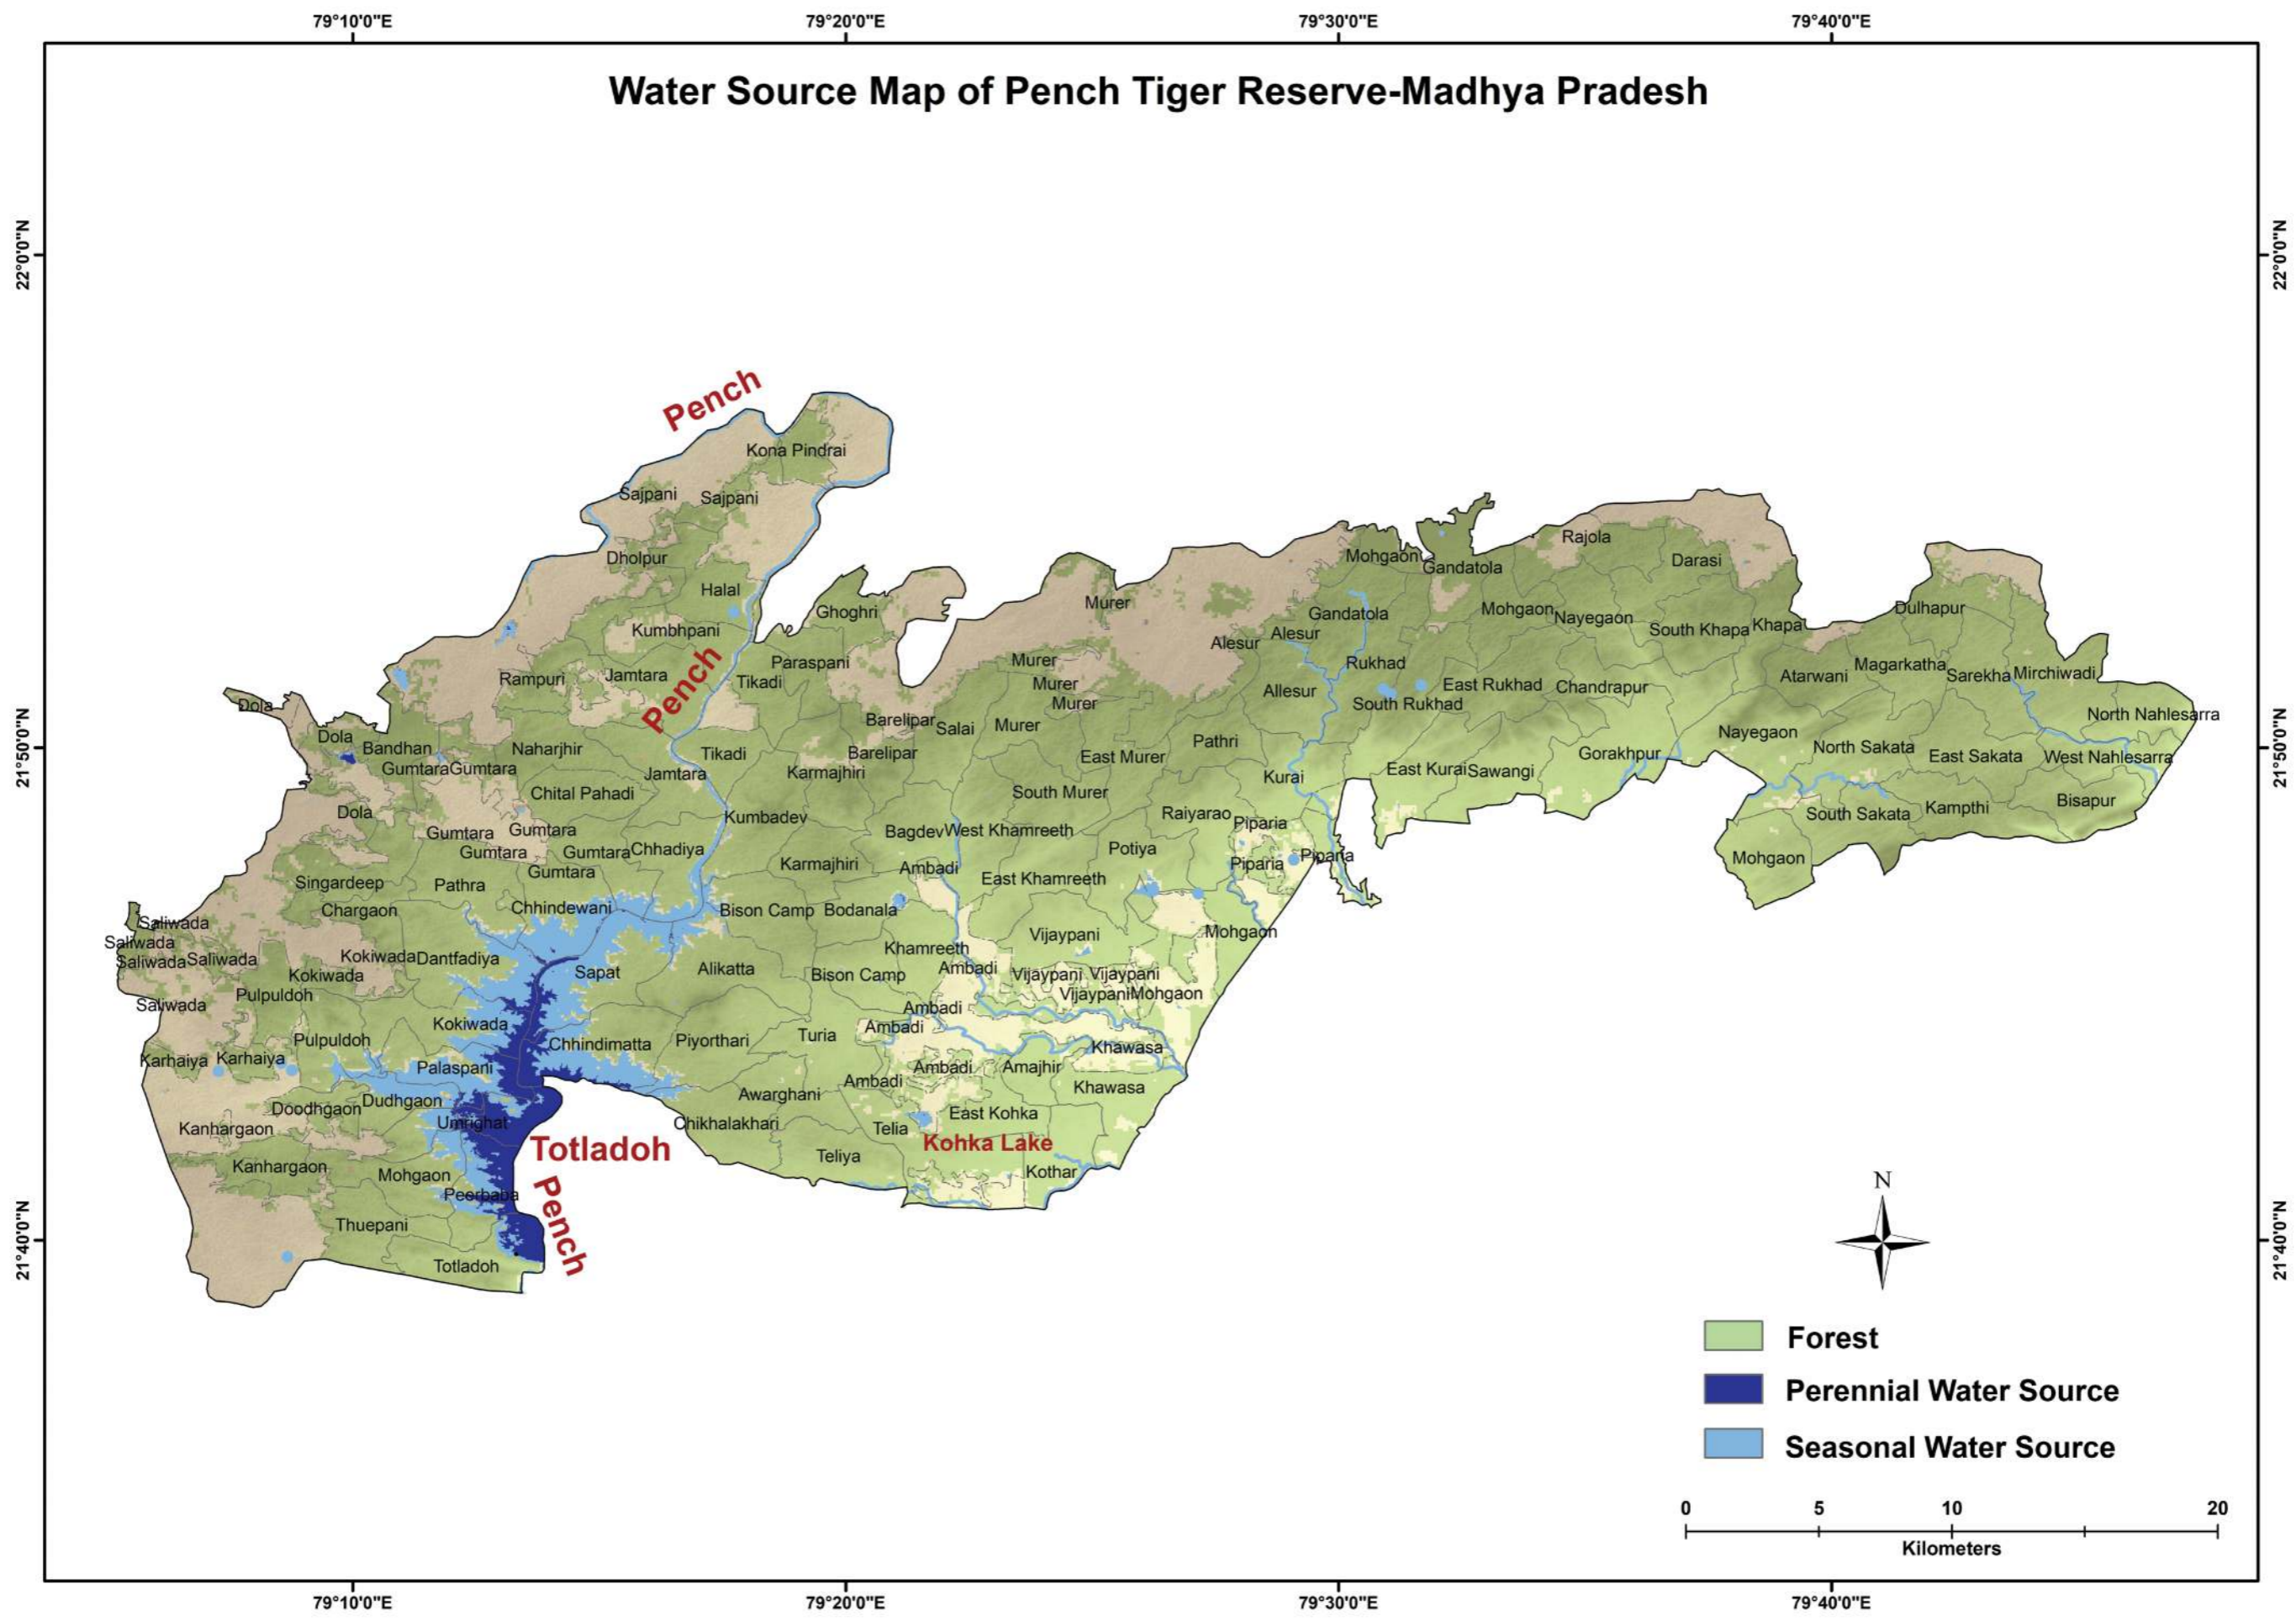 79°10'0"E
79°20'0"E
79°30'0"E
79°40'0"E
Water Source Map of Pench Tiger Reserve-Madhya Pradesh
22°0'0"N
22°0'0"N
Pench
Kona Pindrai
Sajpani
Sajpani
Rajola
Dholpur
Mohgaon
Gandatola
Darasi
Halal
Ghoghri
Murer
Gandatola
Mohgaon
Nayegaon
Dulhapur
Kumbhpani
Alesur
Alesur
South Khapa
Khapa
Pench
Rampuri
Jamtara
Paraspani
Tikadi
Murer
Murer
Murer
Allesur
Rukhad
South Rukhad
East Rukhad
Chandrapur
Atarwani
Magarkatha
Sarekha
Mirchiwadi
Dola
Dola
Bandhan
Naharjhir
Barelipar
Salai
Murer
North Nahlesarra
21°50'0"N
Gumtara
Gumtara
Jamtara
Tikadi
Barelipar
Karmajhiri
East Murer
Pathri
Kurai
East Kurai
Sawangi
Gorakhpur
Nayegaon
North Sakata
East Sakata
West Nahlesarra
21°50'0"N
Dola
Chital Pahadi
Kumbadev
South Murer
Raiyarao
Piparia
South Sakata
Kampthi
Bisapur
Gumtara
Gumtara
Gumtara
Gumtara
Chhadiya
Bagdev
West Khamreeth
Singardeep
Pathra
Gumtara
Karmajhiri
Ambadi
East Khamreeth
Potiya
Piparia
Piparia
Mohgaon
Saliwada
Chargaon
Chhindewani
Bison Camp
Bodanala
Vijaypani
Mohgaon
Saliwada
Saliwada
Saliwada
Kokiwada
Dantfadiya
Khamreeth
Kokiwada
Sapat
Alikatta
Bison Camp
Ambadi
Vijaypani
Vijaypani
Saliwada
Pulpuldoh
Vijaypani
Mohgaon
Kokiwada
Ambadi
Ambadi
Pulpuldoh
Chhindimatta
Piyorthari
Turia
Khawasa
Karhaiya
Karhaiya
Palaspani
Ambadi
Ambadi
Amajhir
Khawasa
Doodhgaon
Dudhgaon
Awarghani
Kanhargaon
Umrighat
Chikhalakhari
Telia
East Kohka
Totladoh
Kohka Lake
Kanhargaon
Mohgaon
Teliya
Kothar
Peerbaba
Pench
Thuepani
Totladoh
21°40'0"N
21°40'0"N
N
Forest
Perennial Water Source
Seasonal Water Source
0 5 10 20
Kilometers
79°10'0"E
79°20'0"E
79°30'0"E
79°40'0"E